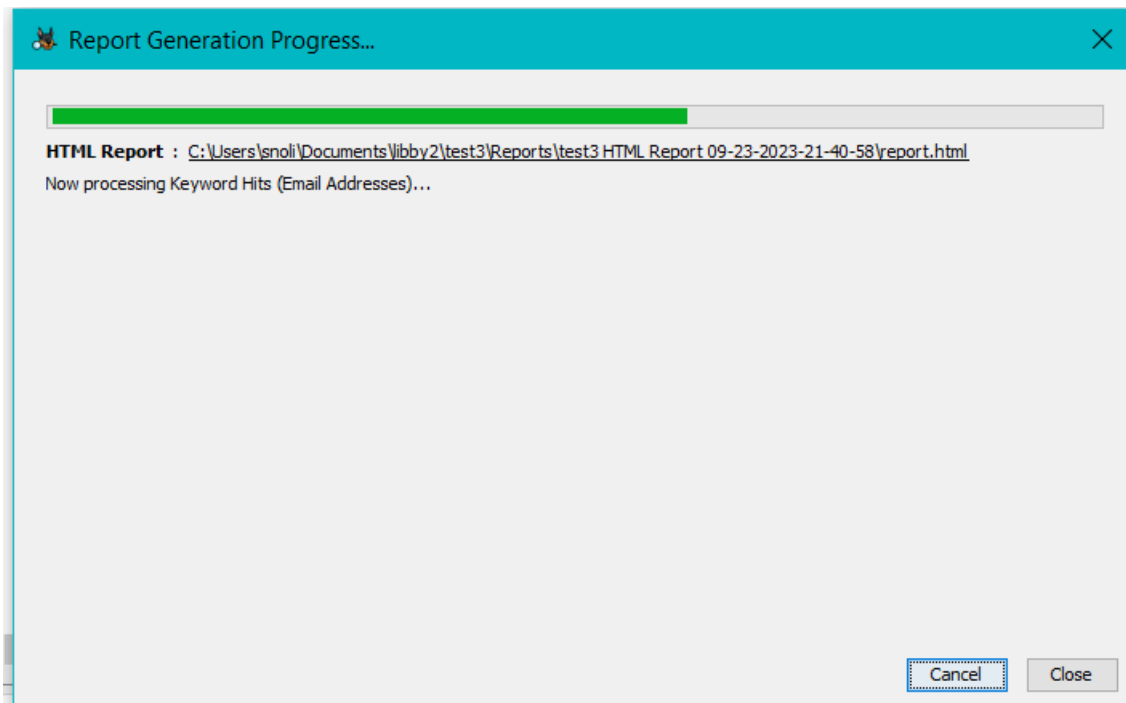 Report Generation Progress...
HTML Report : C:\Users\snoli\Documents\libby2\test3\Reports\test3 HTML Report 09-23-2023-21-40-58\report.html
Now processing Keyword Hits (Email Addresses)...
Cancel Close